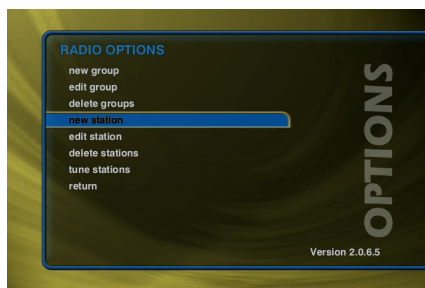 RADIO OPTIONS
new group
edit group
delete groups
new station
edit station
delete stations
tune stations
return
OPTIONS
Version 2.0.6.5